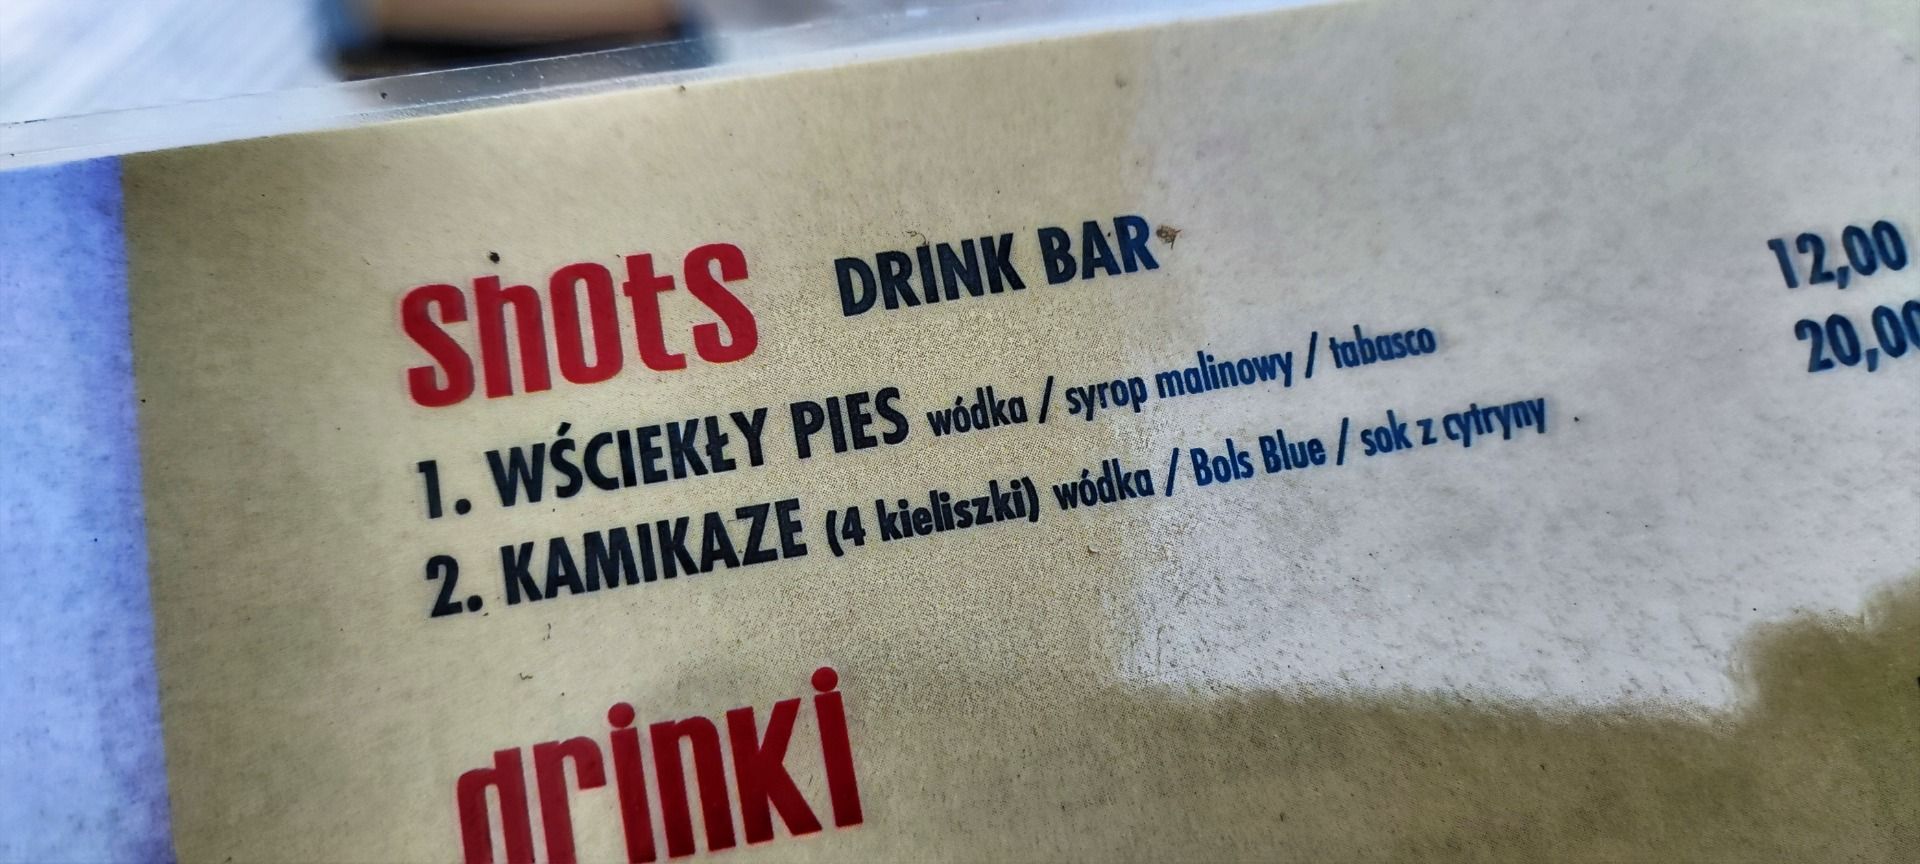 shots DRINK BAR
1. WŚCIEKŁY PIES wódka / syrop malinowy / tabasco 12,00
2. KAMIKAZE (4 kieliszki) wódka / Bols Blue / sok z cytryny 20,00
drinki